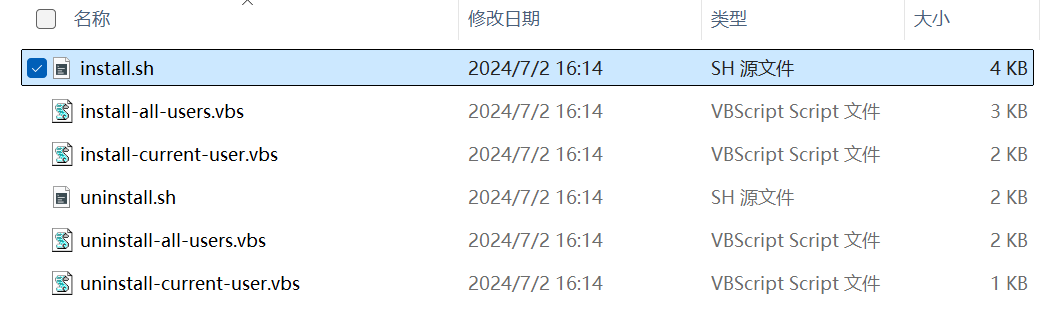 名称 修改日期 类型 大小
install.sh 2024/7/2 16:14 SH 源文件 4 KB
install-all-users.vbs 2024/7/2 16:14 VBScript Script 文件 3 KB
install-current-user.vbs 2024/7/2 16:14 VBScript Script 文件 2 KB
uninstall.sh 2024/7/2 16:14 SH 源文件 2 KB
uninstall-all-users.vbs 2024/7/2 16:14 VBScript Script 文件 2 KB
uninstall-current-user.vbs 2024/7/2 16:14 VBScript Script 文件 1 KB